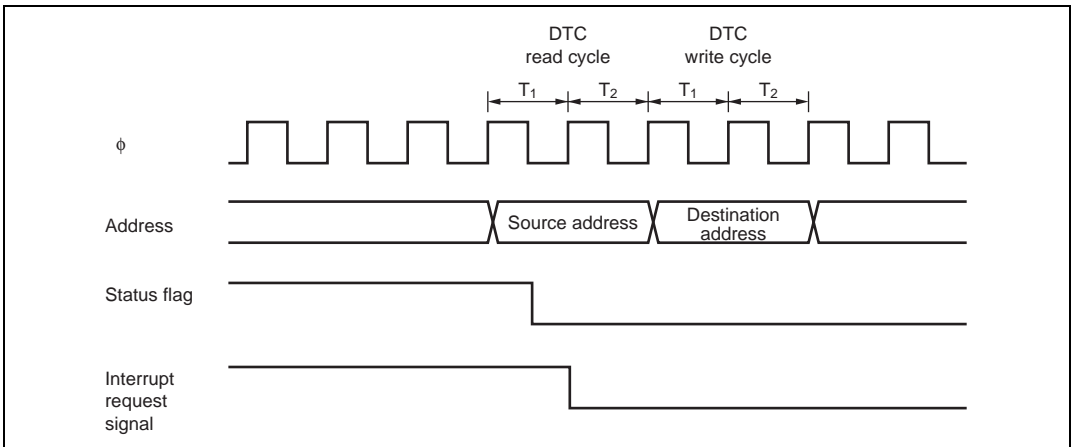 DTC
read cycle
DTC
write cycle
T1
T2
T1
T2
ϕ
Address
Source address
Destination
address
Status flag
Interrupt
request
signal